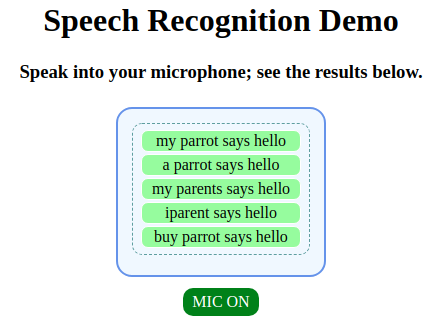 Speech Recognition Demo
Speak into your microphone; see the results below.
my parrot says hello
a parrot says hello
my parents says hello
iparent says hello
buy parrot says hello
MIC ON